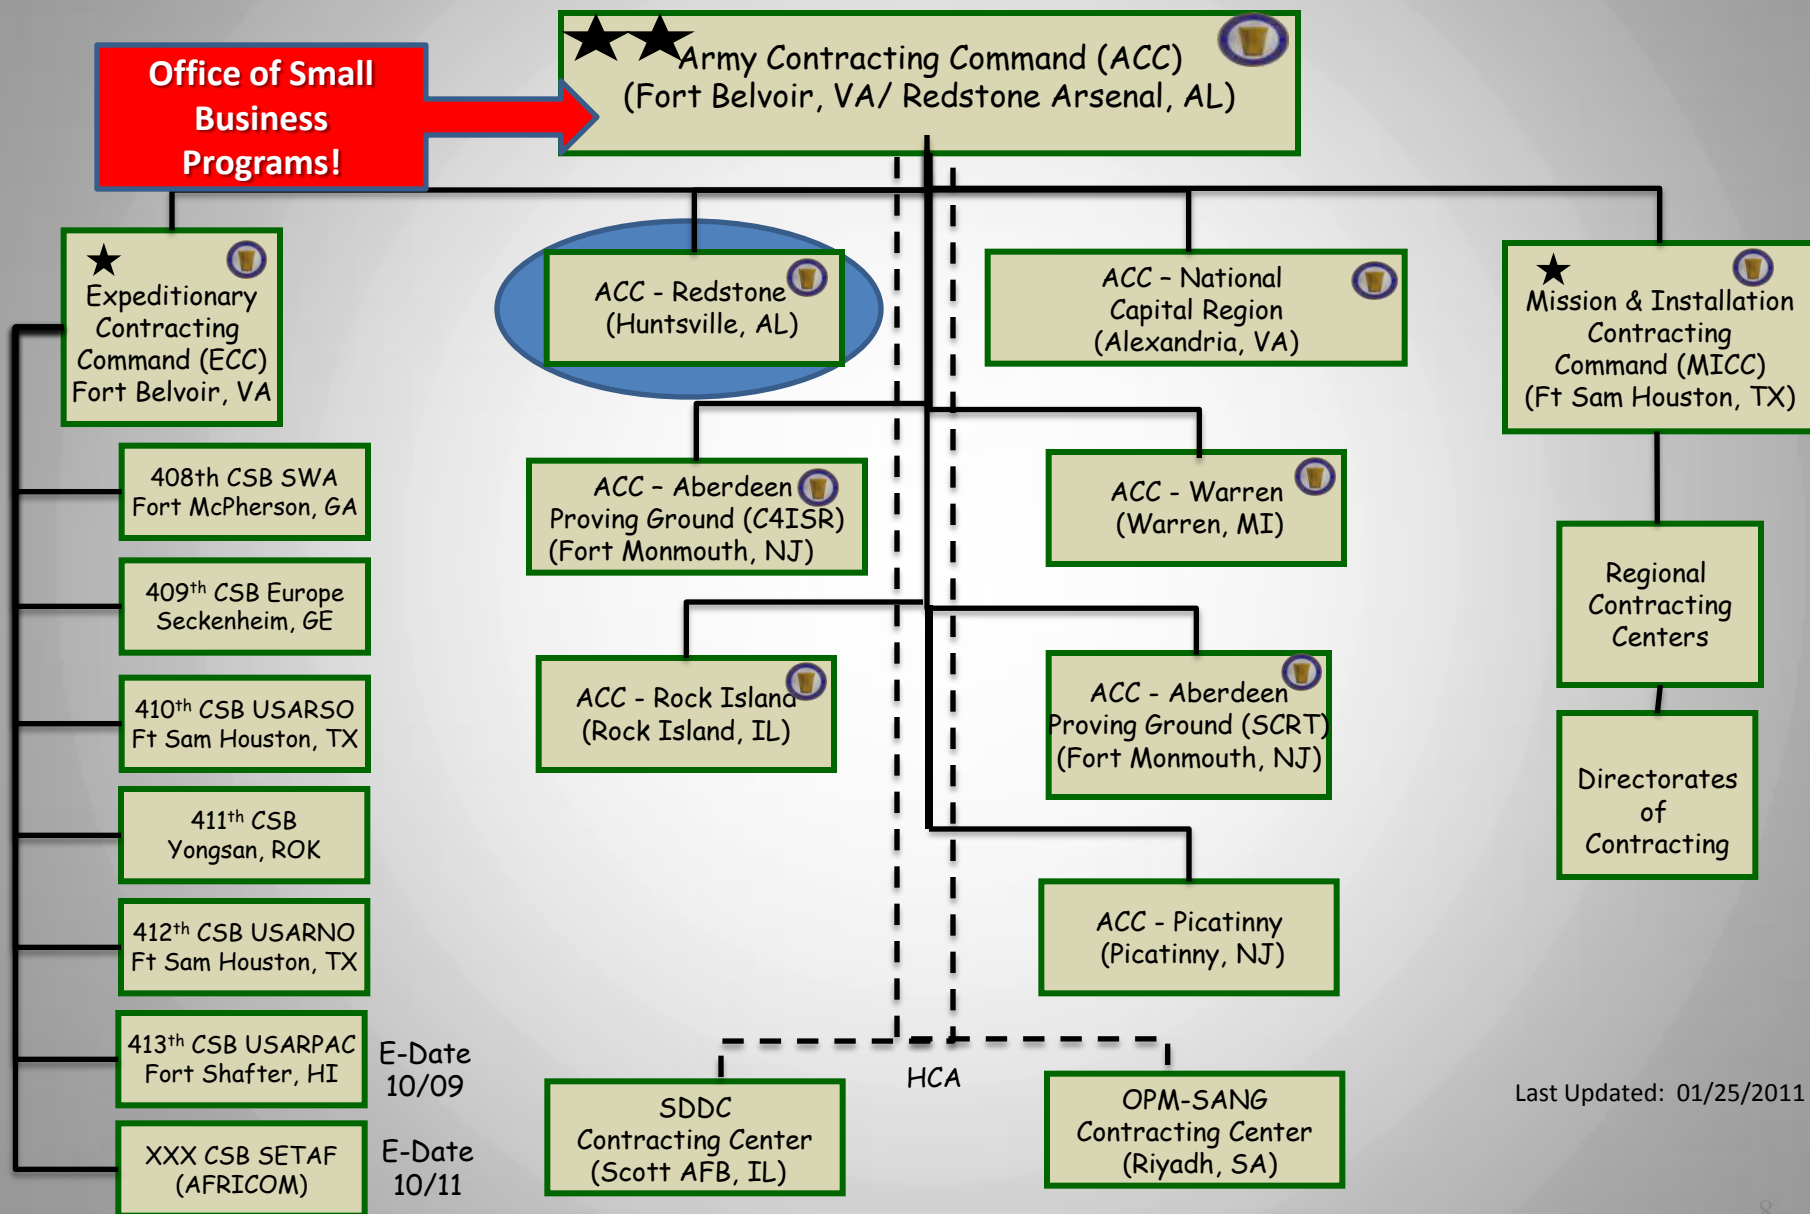 Office of Small
Business
Programs!
Army Contracting Command (ACC)
(Fort Belvoir, VA/ Redstone Arsenal, AL)
Expeditionary
Contracting
Command (ECC)
Fort Belvoir, VA
ACC - Redstone
(Huntsville, AL)
ACC – National
Capital Region
(Alexandria, VA)
Mission & Installation
Contracting
Command (MICC)
(Ft Sam Houston, TX)
408th CSB SWA
Fort McPherson, GA
409th CSB Europe
Seckenheim, GE
410th CSB USARSO
Ft Sam Houston, TX
411th CSB
Yongsan, ROK
412th CSB USARNO
Ft Sam Houston, TX
413th CSB USARPAC
Fort Shafter, HI
E-Date
10/09
XXX CSB SETAF
(AFRICOM)
E-Date
10/11
ACC – Aberdeen
Proving Ground (C4ISR)
(Fort Monmouth, NJ)
ACC - Warren
(Warren, MI)
ACC - Rock Island
(Rock Island, IL)
ACC - Aberdeen
Proving Ground (SCRT)
(Fort Monmouth, NJ)
ACC - Picatinny
(Picatinny, NJ)
Regional
Contracting
Centers
Directorates
of
Contracting
HCA
SDDC
Contracting Center
(Scott AFB, IL)
OPM-SANG
Contracting Center
(Riyadh, SA)
Last Updated: 01/25/2011
8